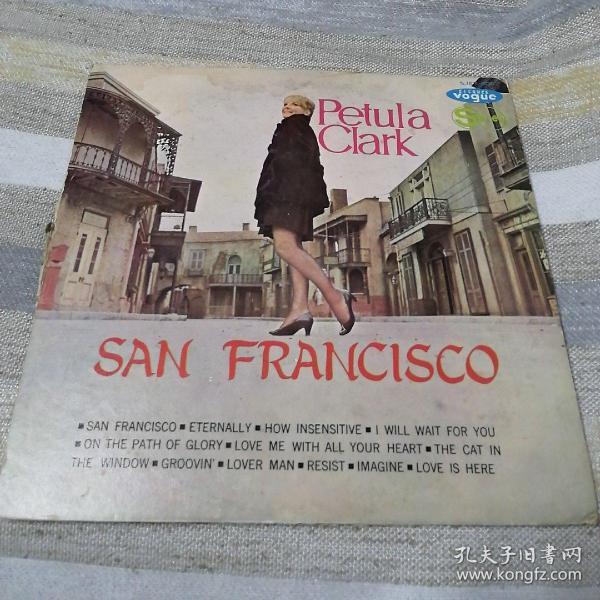 Petula
Clark
DISQUES
vogue
SAN FRANCISCO
▪ SAN FRANCISCO ▪ ETERNALLY ▪ HOW INSENSITIVE ▪ I WILL WAIT FOR YOU
▪ ON THE PATH OF GLORY ▪ LOVE ME WITH ALL YOUR HEART ▪ THE CAT IN
THE WINDOW ▪ GROOVIN' ▪ LOVER MAN ▪ RESIST ▪ IMAGINE ▪ LOVE IS HERE
孔夫子旧书网
www.kongfz.com